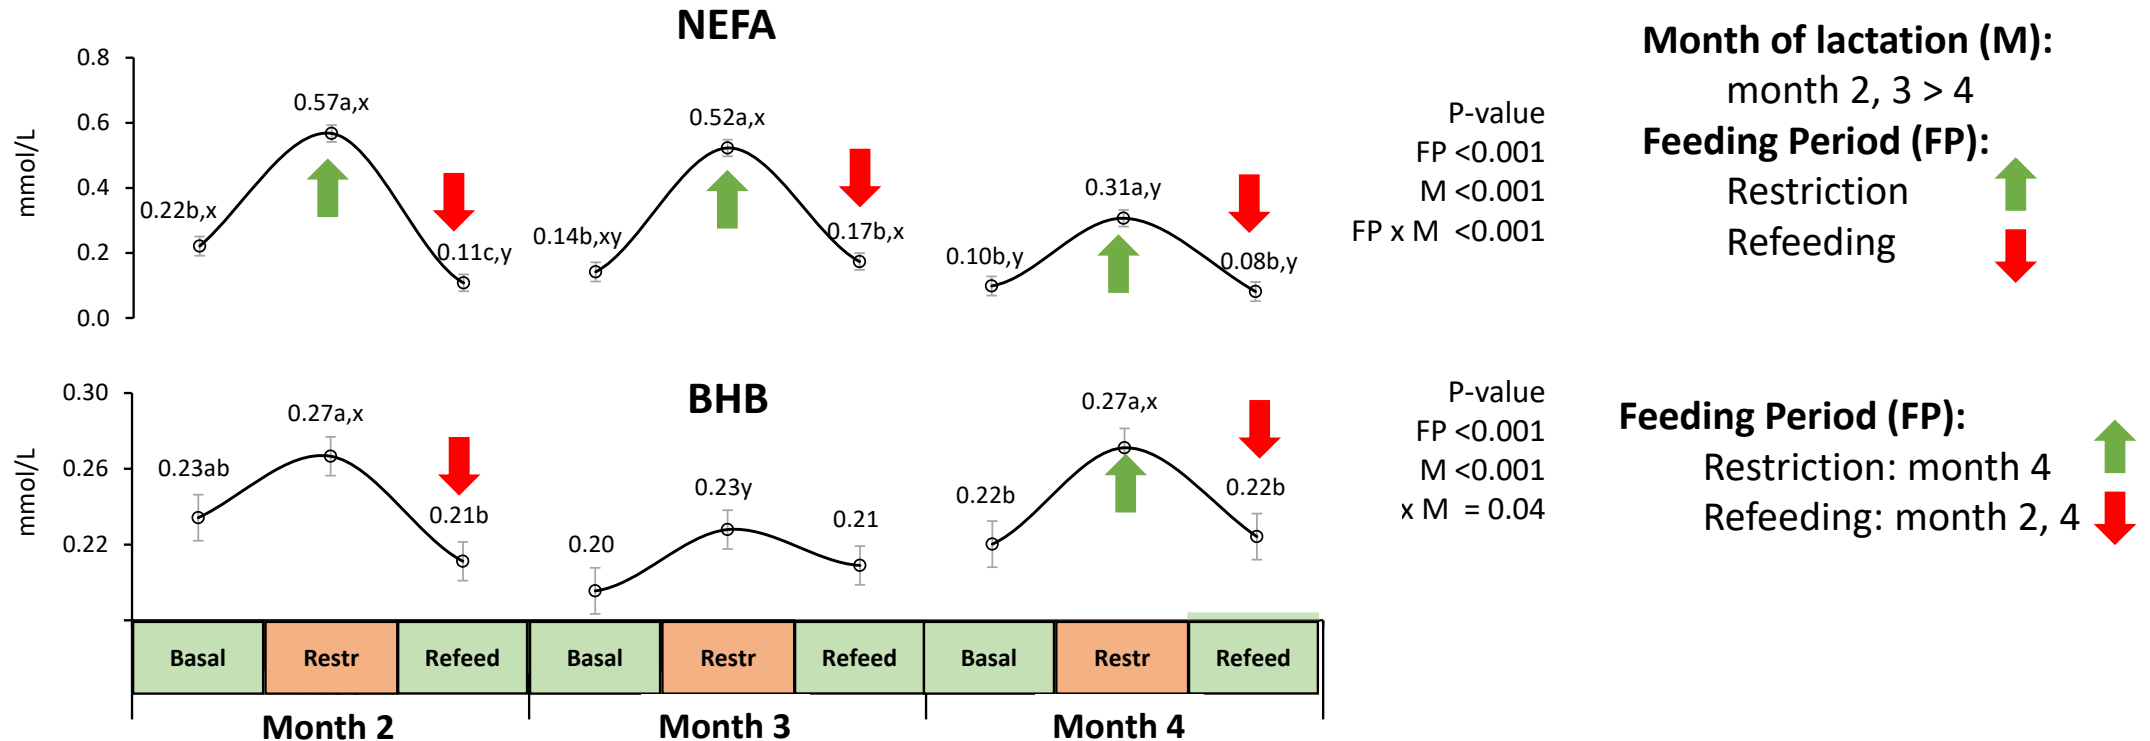 NEFA
0.8
0.6
0.4
0.2
0.0
mmol/L
0.22b,x
0.57a,x
0.11c,y
0.14b,xy
0.52a,x
0.17b,x
0.10b,y
0.31a,y
0.08b,y
P-value
FP <0.001
M <0.001
FP x M <0.001
Month of lactation (M):
month 2, 3 > 4
Feeding Period (FP):
Restriction
Refeeding
BHB
0.30
0.26
0.22
mmol/L
0.23ab
0.27a,x
0.21b
0.20
0.23y
0.21
0.22b
0.27a,x
0.22b
P-value
FP <0.001
M <0.001
x M = 0.04
Feeding Period (FP):
Restriction: month 4
Refeeding: month 2, 4
Basal Restr Refeed Basal Restr Refeed Basal Restr Refeed
Month 2 Month 3 Month 4